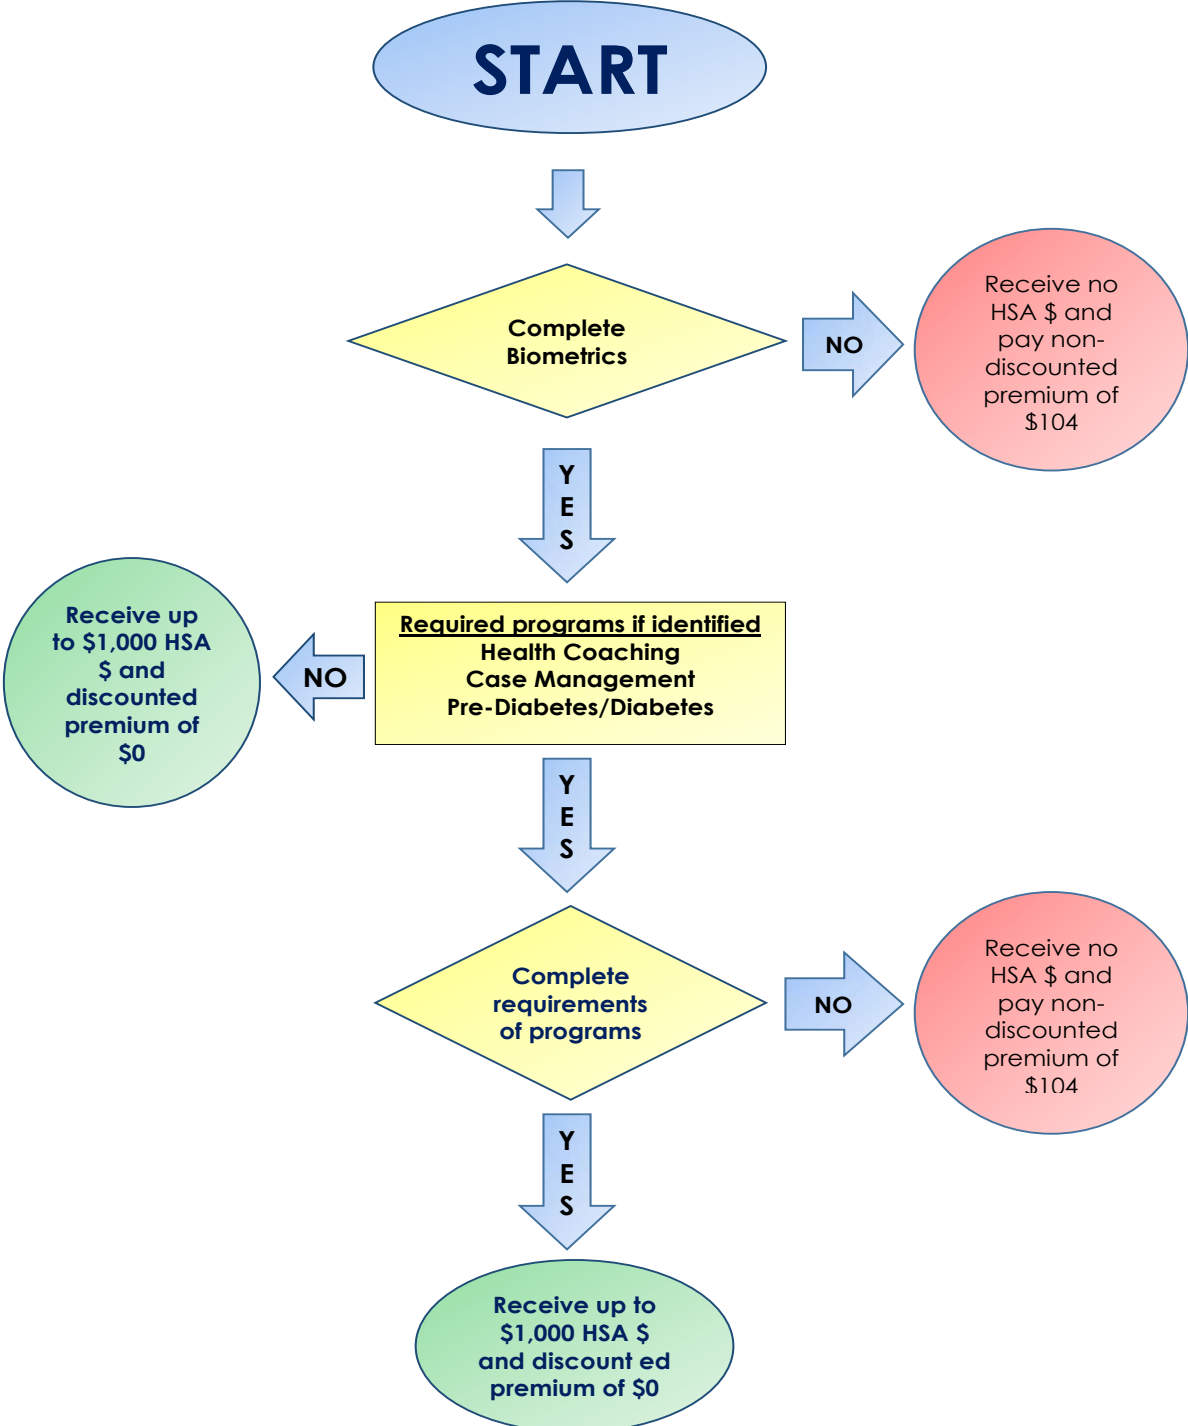 START
Complete
Biometrics
NO
Receive no
HSA $ and
pay non-
discounted
premium of
$104
Y
E
S
Required programs if identified
Health Coaching
Case Management
Pre-Diabetes/Diabetes
NO
Receive up
to $1,000 HSA
$ and
discounted
premium of
$0
Y
E
S
Complete
requirements
of programs
NO
Receive no
HSA $ and
pay non-
discounted
premium of
$104
Y
E
S
Receive up to
$1,000 HSA $
and discount ed
premium of $0